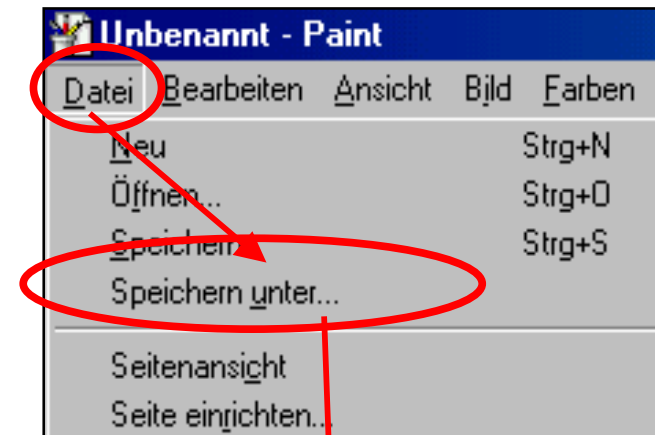 Unbenannt - Paint
Datei Bearbeiten Ansicht Bild Farben
Neu Strg+N
Öffnen... Strg+O
Speichern Strg+S
Speichern unter...
Seitenansicht
Seite einrichten...